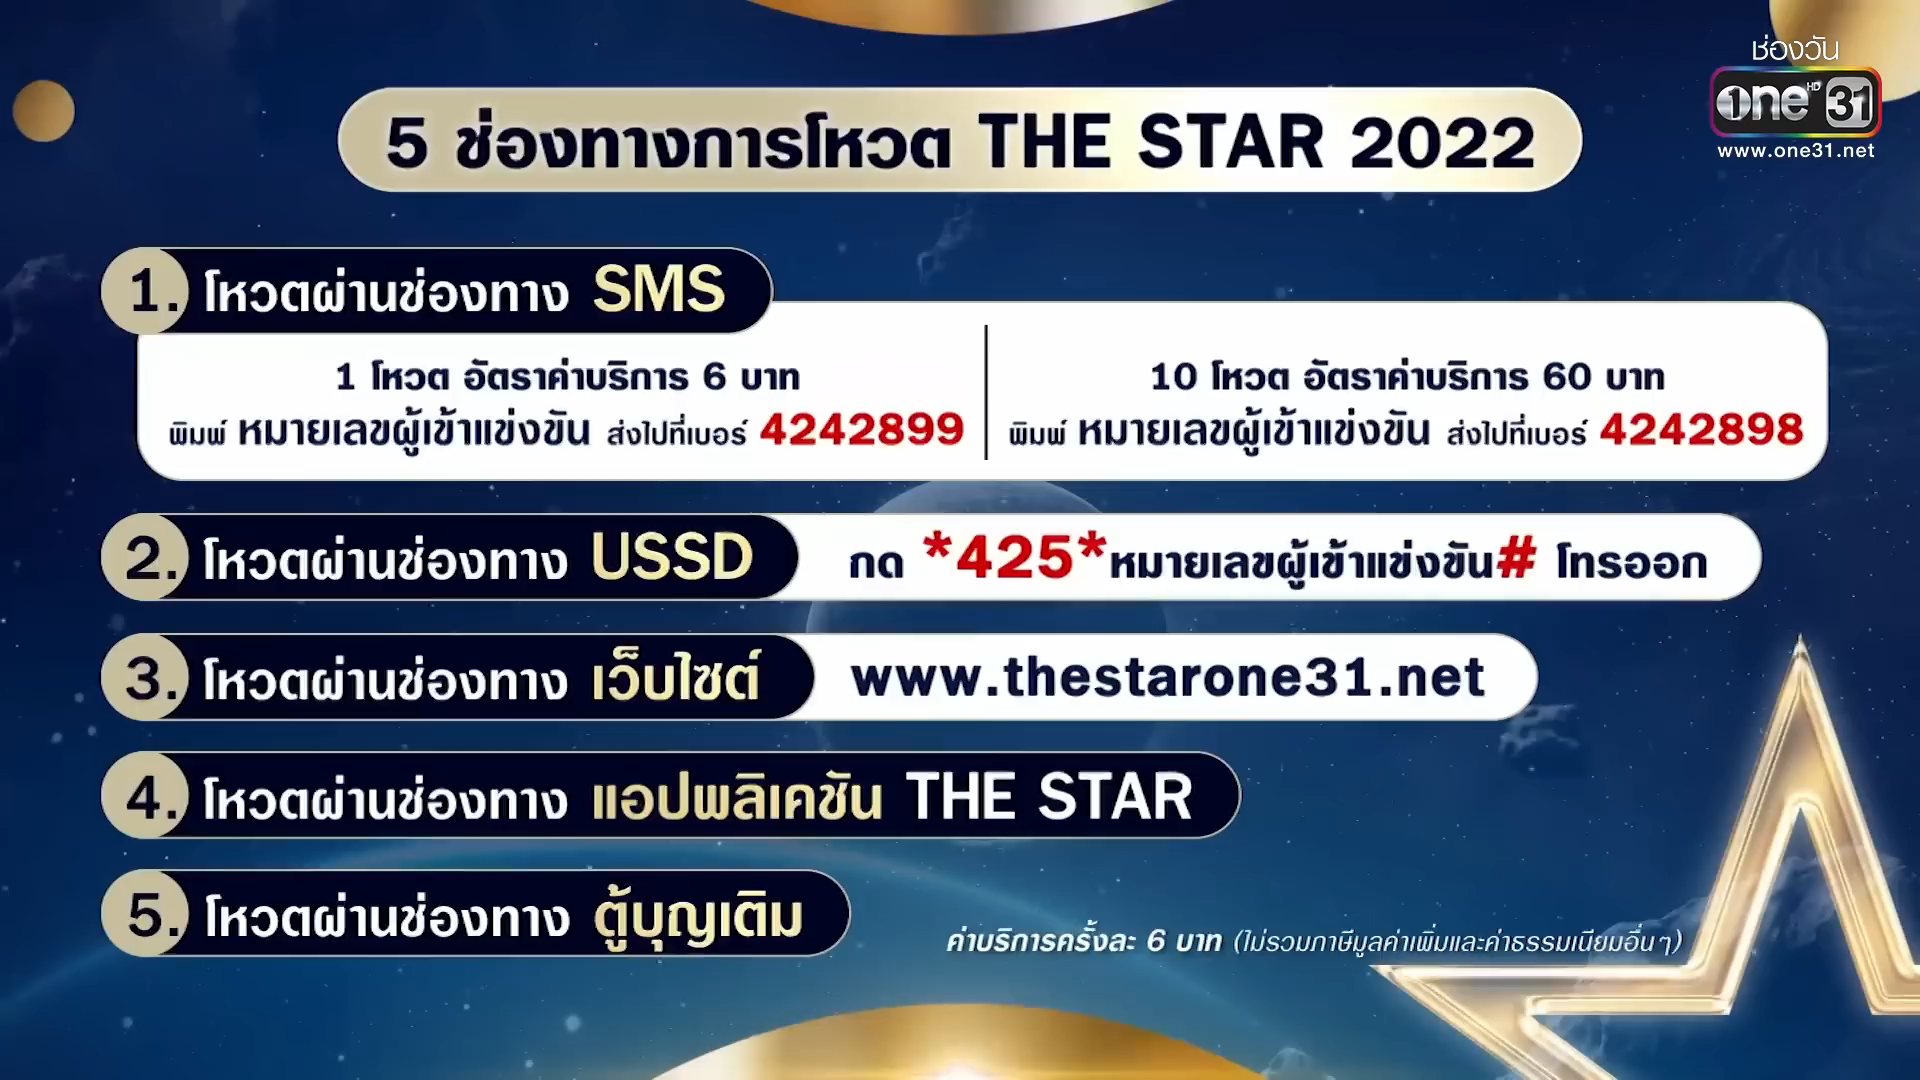 ช่องวัน
one HD 31
www.one31.net
5 ช่องทางการโหวต THE STAR 2022
1. โหวตผ่านช่องทาง SMS
1 โหวต อัตราค่าบริการ 6 บาท
พิมพ์ หมายเลขผู้เข้าแข่งขัน ส่งไปที่เบอร์ 4242899
10 โหวต อัตราค่าบริการ 60 บาท
พิมพ์ หมายเลขผู้เข้าแข่งขัน ส่งไปที่เบอร์ 4242898
2. โหวตผ่านช่องทาง USSD กด *425*หมายเลขผู้เข้าแข่งขัน# โทรออก
3. โหวตผ่านช่องทาง เว็บไซต์ www.thestarone31.net
4. โหวตผ่านช่องทาง แอปพลิเคชัน THE STAR
5. โหวตผ่านช่องทาง ตู้บุญเติม
ค่าบริการครั้งละ 6 บาท (ไม่รวมภาษีมูลค่าเพิ่มและค่าธรรมเนียมอื่นๆ)